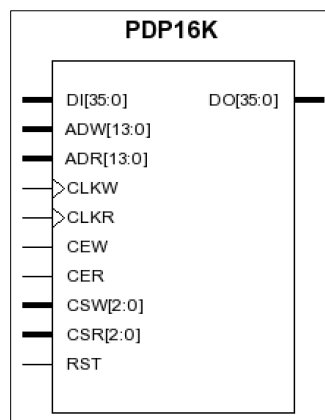 PDP16K
DI[35:0] DO[35:0]
ADW[13:0]
ADR[13:0]
CLKW
CLKR
CEW
CER
CSW[2:0]
CSR[2:0]
RST